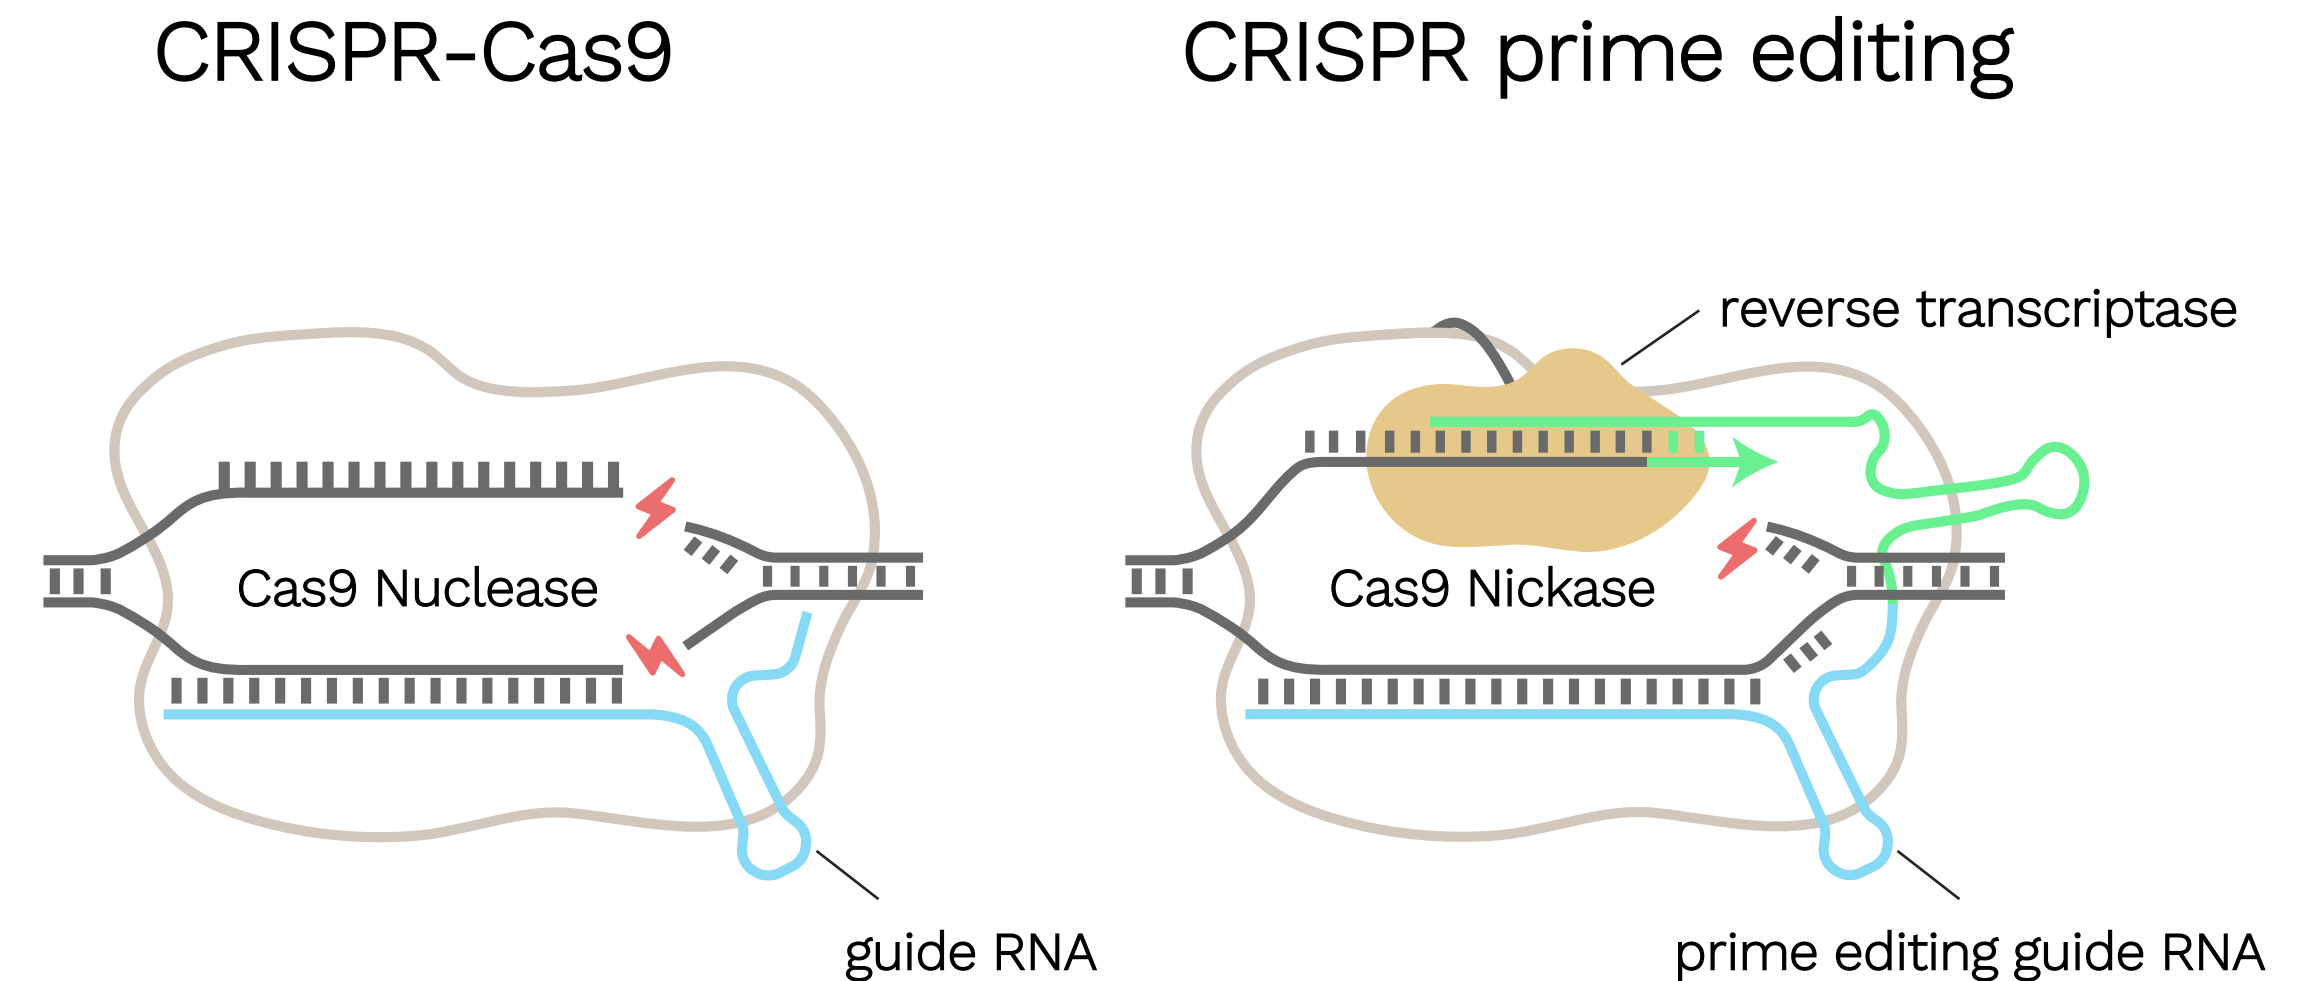 CRISPR-Cas9
CRISPR prime editing
reverse transcriptase
Cas9 Nuclease
Cas9 Nickase
guide RNA
prime editing guide RNA